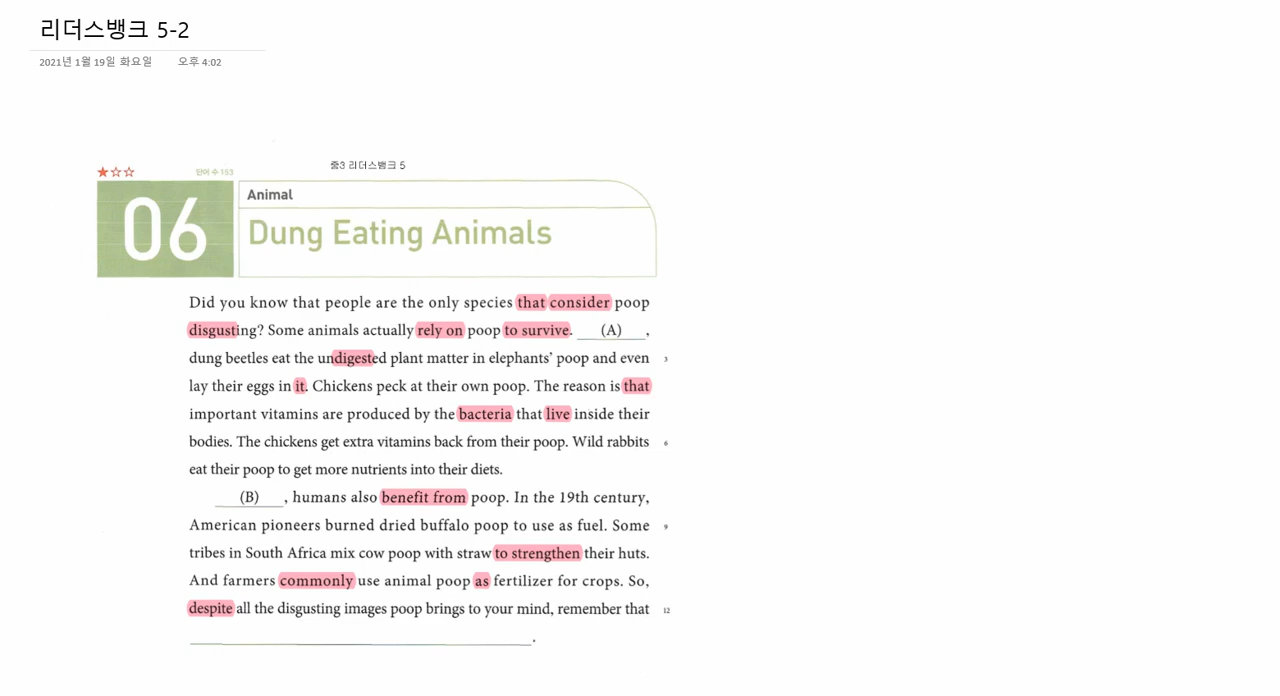 리더스뱅크 5-2
2021년 1월 19일 화요일 오후 4:02
중3 리더스뱅크 5
단어 수 153
06
Animal
Dung Eating Animals
Did you know that people are the only species that consider poop
disgusting? Some animals actually rely on poop to survive. (A) ,
dung beetles eat the undigested plant matter in elephants' poop and even 3
lay their eggs in it. Chickens peck at their own poop. The reason is that
important vitamins are produced by the bacteria that live inside their
bodies. The chickens get extra vitamins back from their poop. Wild rabbits 6
eat their poop to get more nutrients into their diets.
(B) , humans also benefit from poop. In the 19th century,
American pioneers burned dried buffalo poop to use as fuel. Some 9
tribes in South Africa mix cow poop with straw to strengthen their huts.
And farmers commonly use animal poop as fertilizer for crops. So,
despite all the disgusting images poop brings to your mind, remember that 12
.